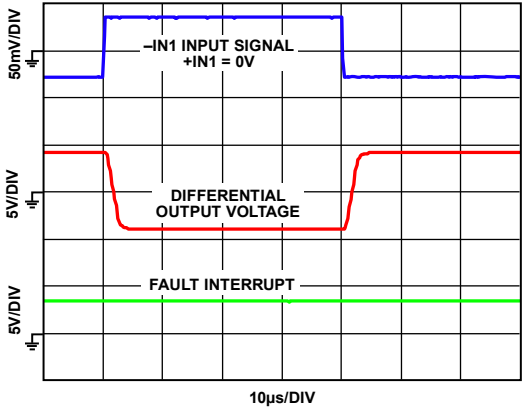 50mV/DIV
–IN1 INPUT SIGNAL
+IN1 = 0V
5V/DIV
DIFFERENTIAL
OUTPUT VOLTAGE
5V/DIV
FAULT INTERRUPT
10µs/DIV